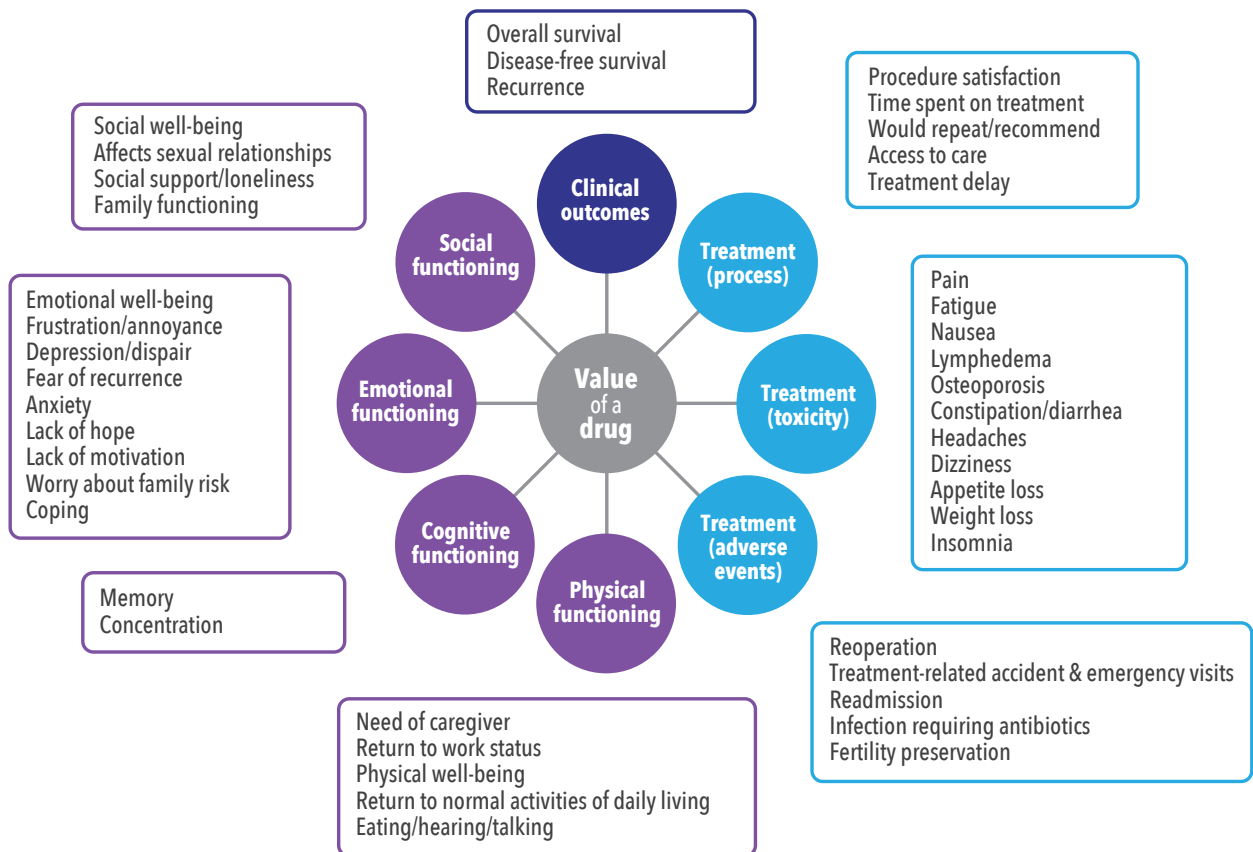 Overall survival
Disease-free survival
Recurrence
Procedure satisfaction
Time spent on treatment
Would repeat/recommend
Access to care
Treatment delay
Social well-being
Affects sexual relationships
Social support/loneliness
Family functioning
Clinical
outcomes
Social
functioning
Treatment
(process)
Emotional well-being
Frustration/annoyance
Depression/dispair
Fear of recurrence
Anxiety
Lack of hope
Lack of motivation
Worry about family risk
Coping
Emotional
functioning
Value
of a
drug
Treatment
(toxicity)
Pain
Fatigue
Nausea
Lymphedema
Osteoporosis
Constipation/diarrhea
Headaches
Dizziness
Appetite loss
Weight loss
Insomnia
Cognitive
functioning
Physical
functioning
Treatment
(adverse
events)
Memory
Concentration
Need of caregiver
Return to work status
Physical well-being
Return to normal activities of daily living
Eating/hearing/talking
Reoperation
Treatment-related accident & emergency visits
Readmission
Infection requiring antibiotics
Fertility preservation